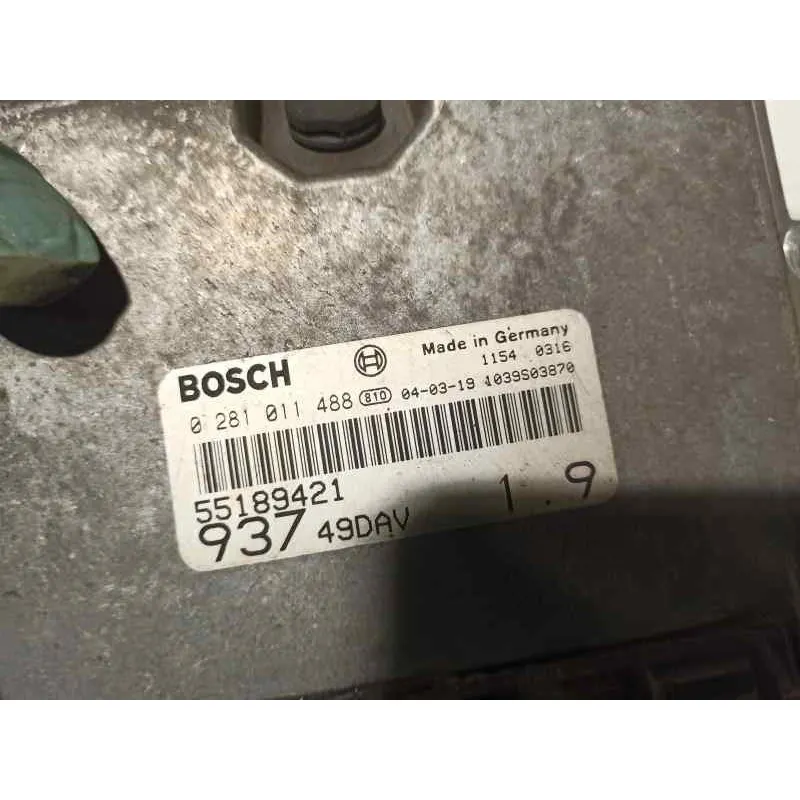 BOSCH Made in Germany
1154 0316
0 281 011 488 810 04-03-19 1039S03870
55189421
937 49DAV 1.9